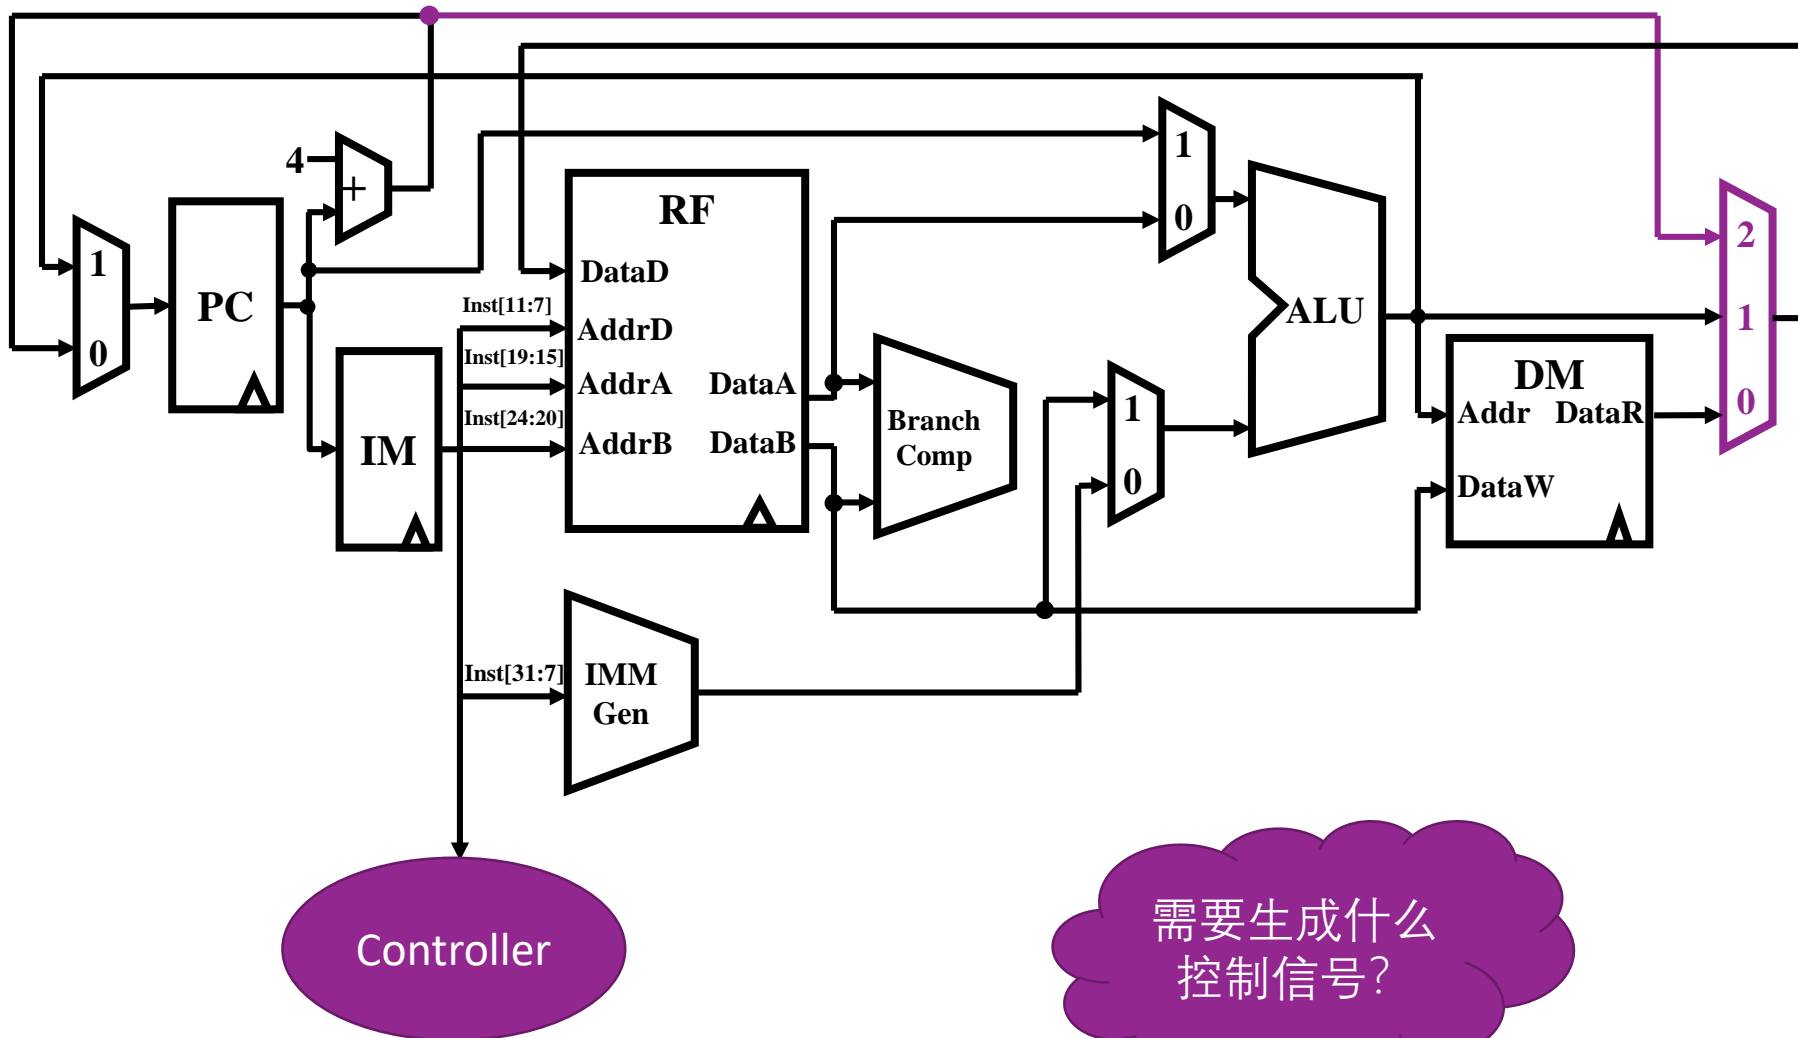 4
+
1
0
PC
IM
RF
DataD
AddrD
AddrA
AddrB
DataA
DataB
Inst[11:7]
Inst[19:15]
Inst[24:20]
Inst[31:7]
IMM
Gen
Branch
Comp
1
0
1
0
ALU
DM
Addr
DataR
DataW
2
1
0
Controller
需要生成什么
控制信号？